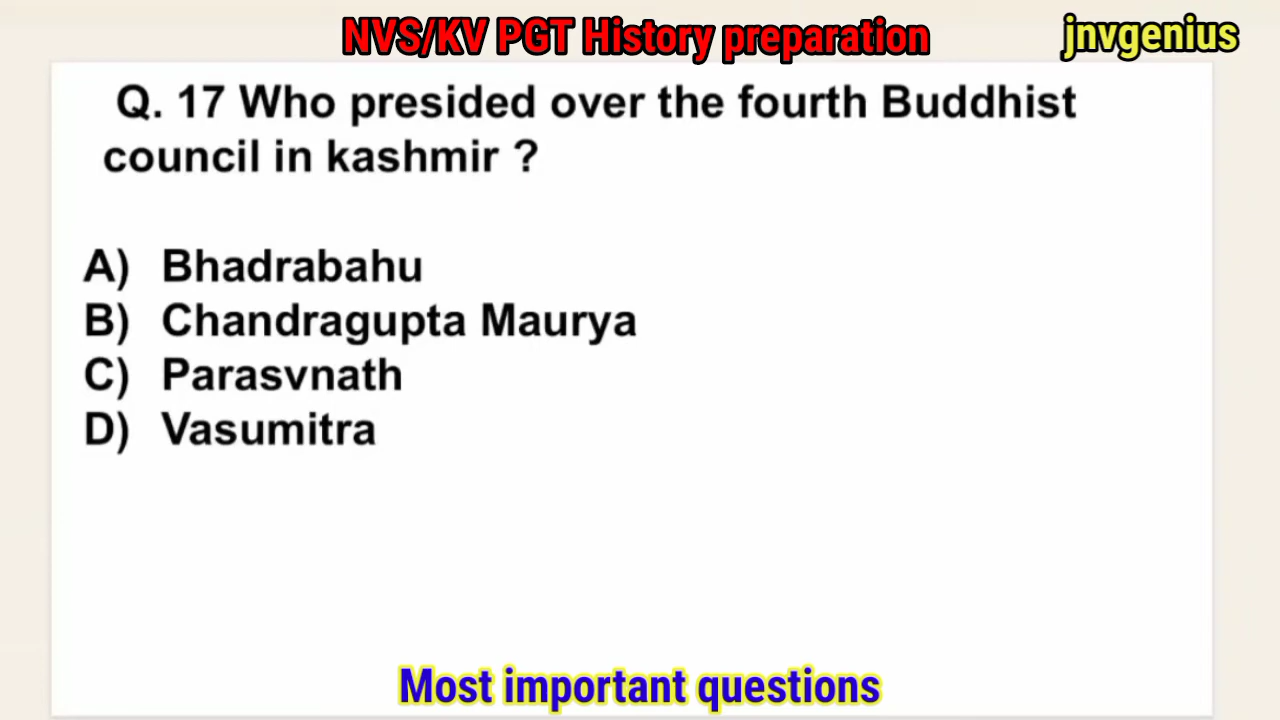 NVS/KV PGT History preparation
jnvgenius
Q. 17 Who presided over the fourth Buddhist
council in kashmir ?
A) Bhadrabahu
B) Chandragupta Maurya
C) Parasvnath
D) Vasumitra
Most important questions